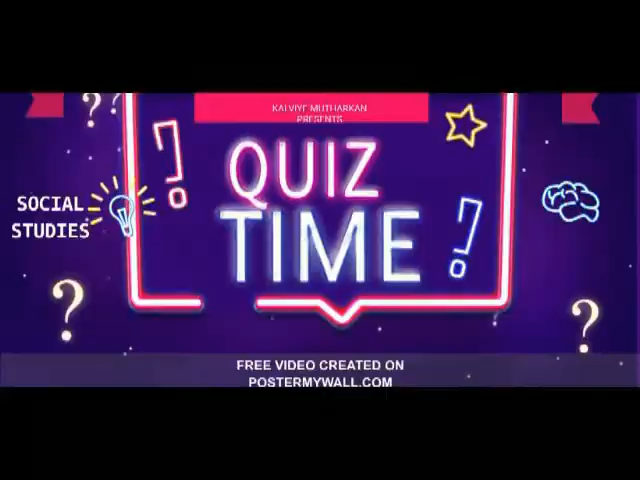 KALVIYE MUTHARKAN
PRESENTS
QUIZ
TIME
SOCIAL
STUDIES
FREE VIDEO CREATED ON
POSTERMYWALL.COM